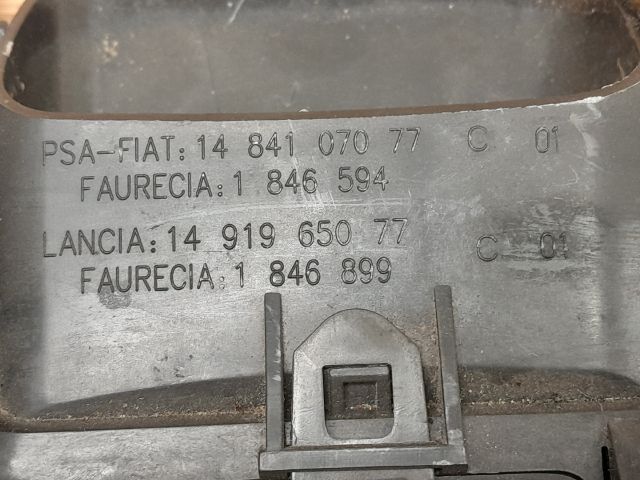 PSA-FIAT: 14 841 070 77 C 01
FAURECIA: 1 846 594
LANCIA: 14 919 650 77 C 01
FAURECIA: 1 846 899